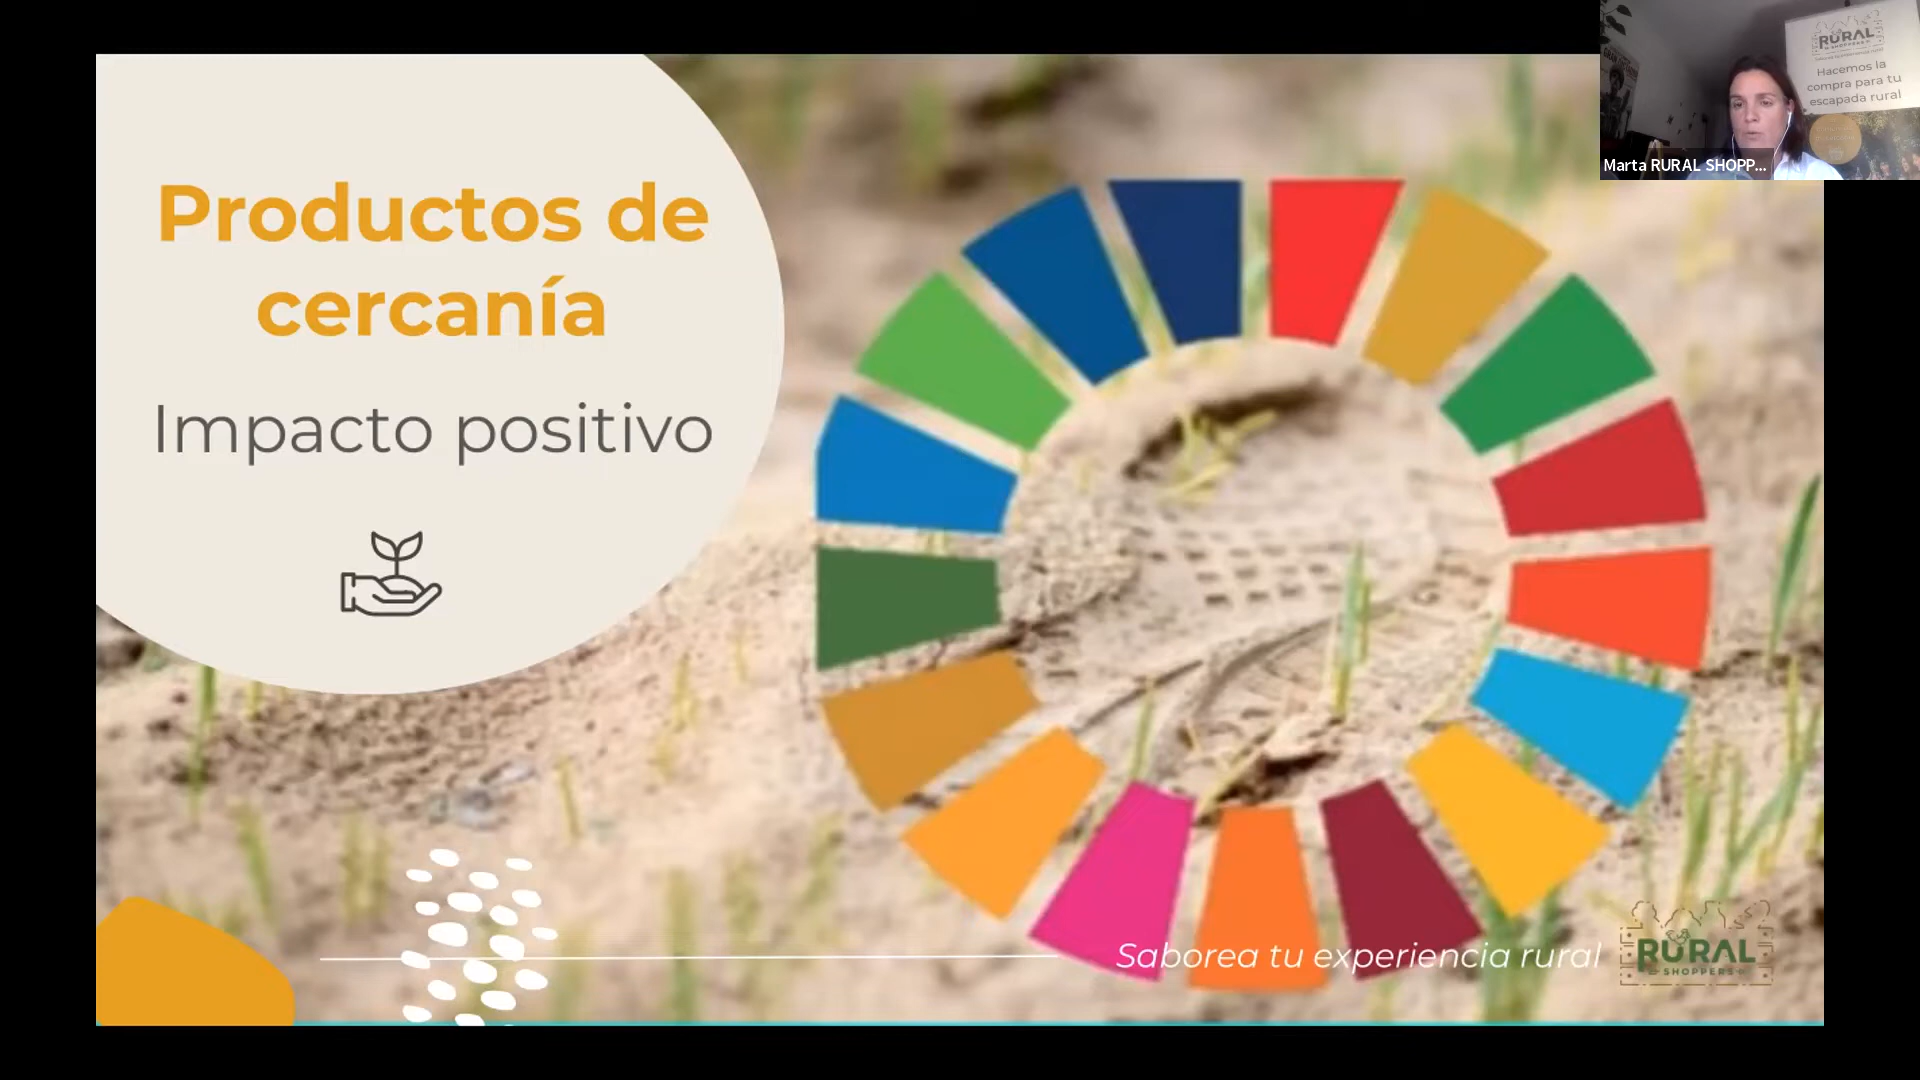 Productos de
cercanía
Impacto positivo
Saborea tu experiencia rural
RURAL
SHOPPERS
RURAL
SHOPPERS
Hacemos la
compra para tu
escapada rural
Marta RURAL SHOPP...